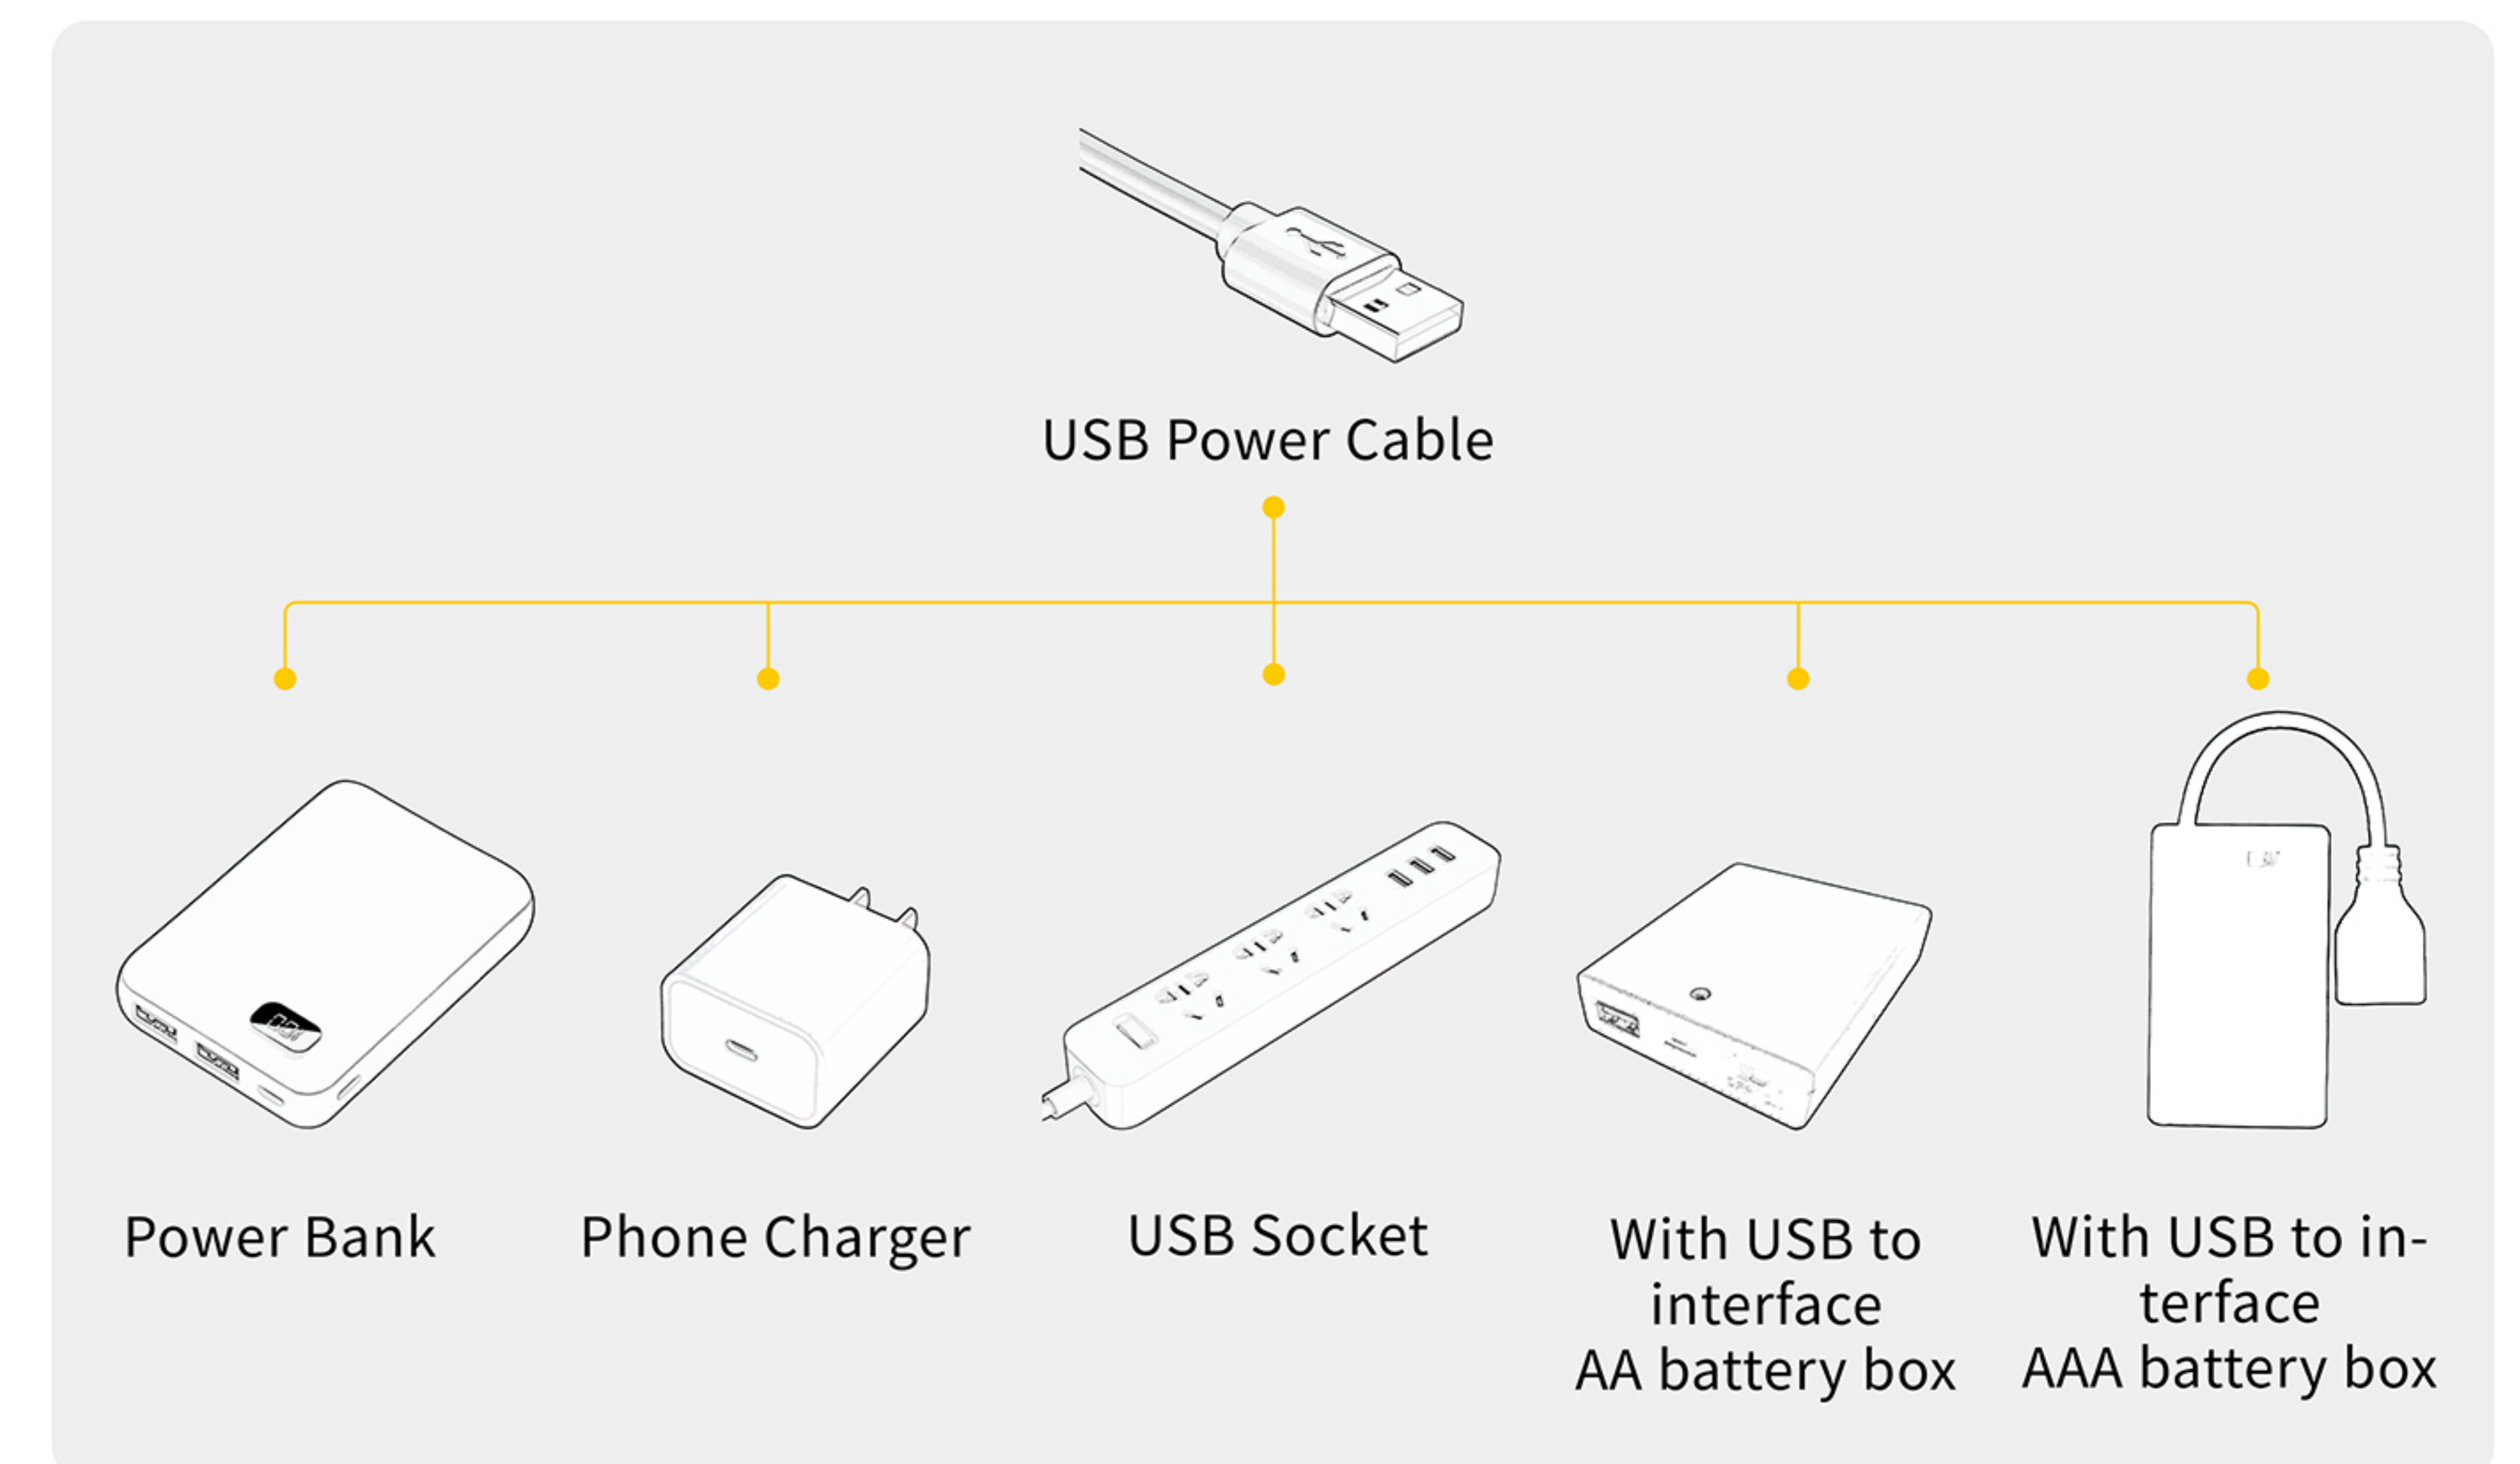 USB Power Cable
Power Bank
Phone Charger
USB Socket
With USB to
interface
AA battery box
With USB to in-
terface
AAA battery box